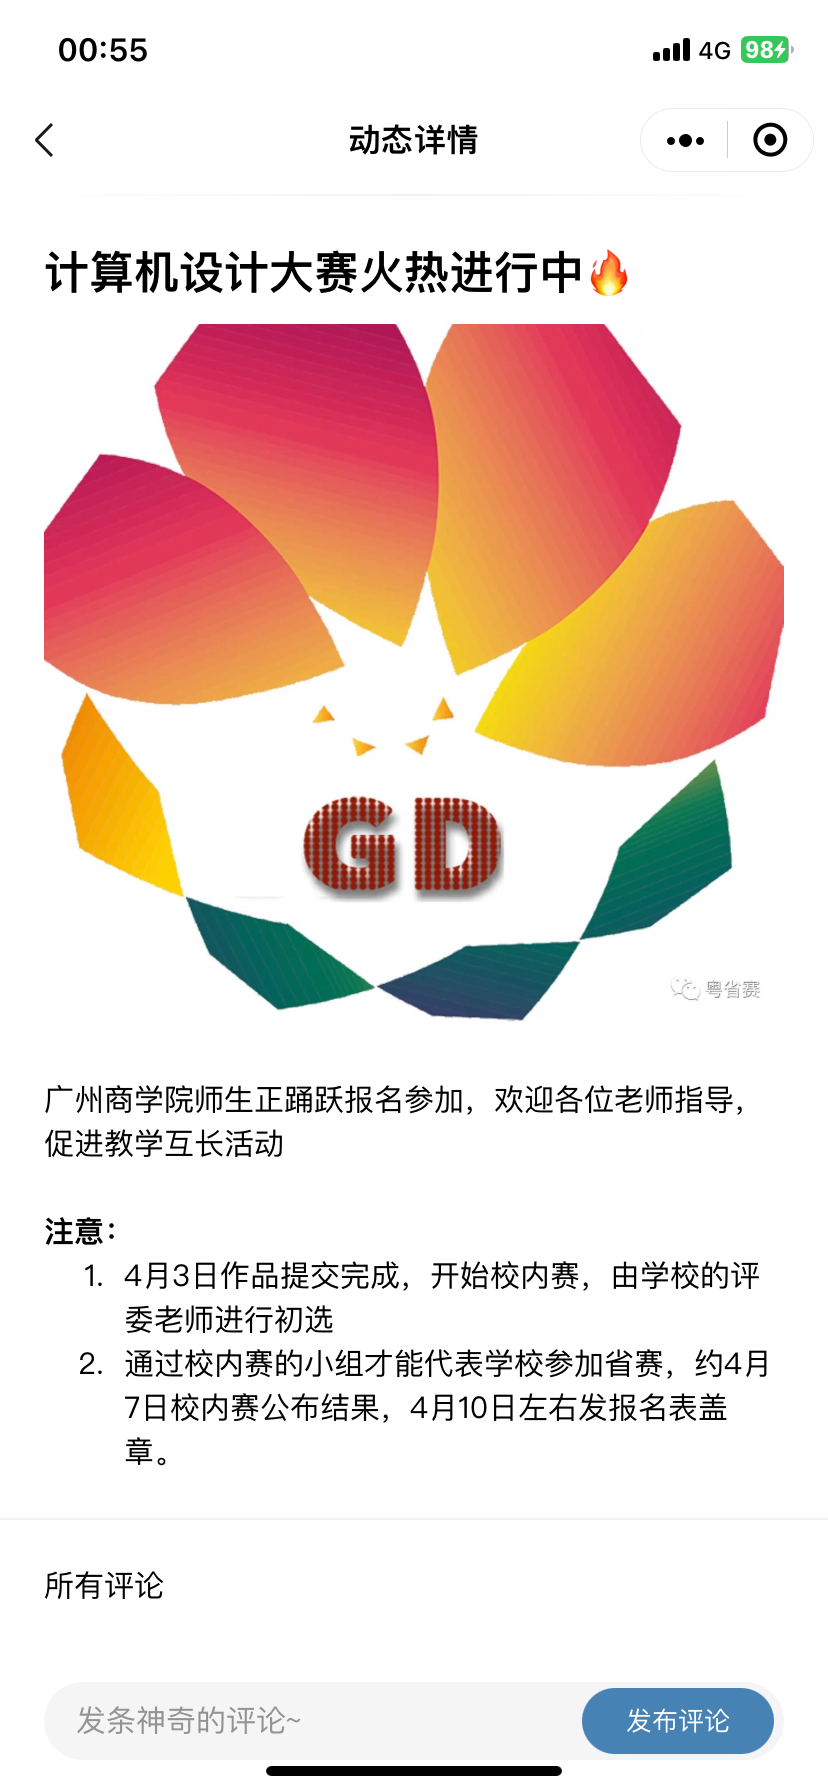 00:55
4G 98
动态详情
计算机设计大赛火热进行中🔥
GD
粤省赛
广州商学院师生正踊跃报名参加，欢迎各位老师指导，
促进教学互长活动
注意：
1. 4月3日作品提交完成，开始校内赛，由学校的评
委老师进行初选
2. 通过校内赛的小组才能代表学校参加省赛，约4月
7日校内赛公布结果，4月10日左右发报名表盖
章。
所有评论
发条神奇的评论~
发布评论